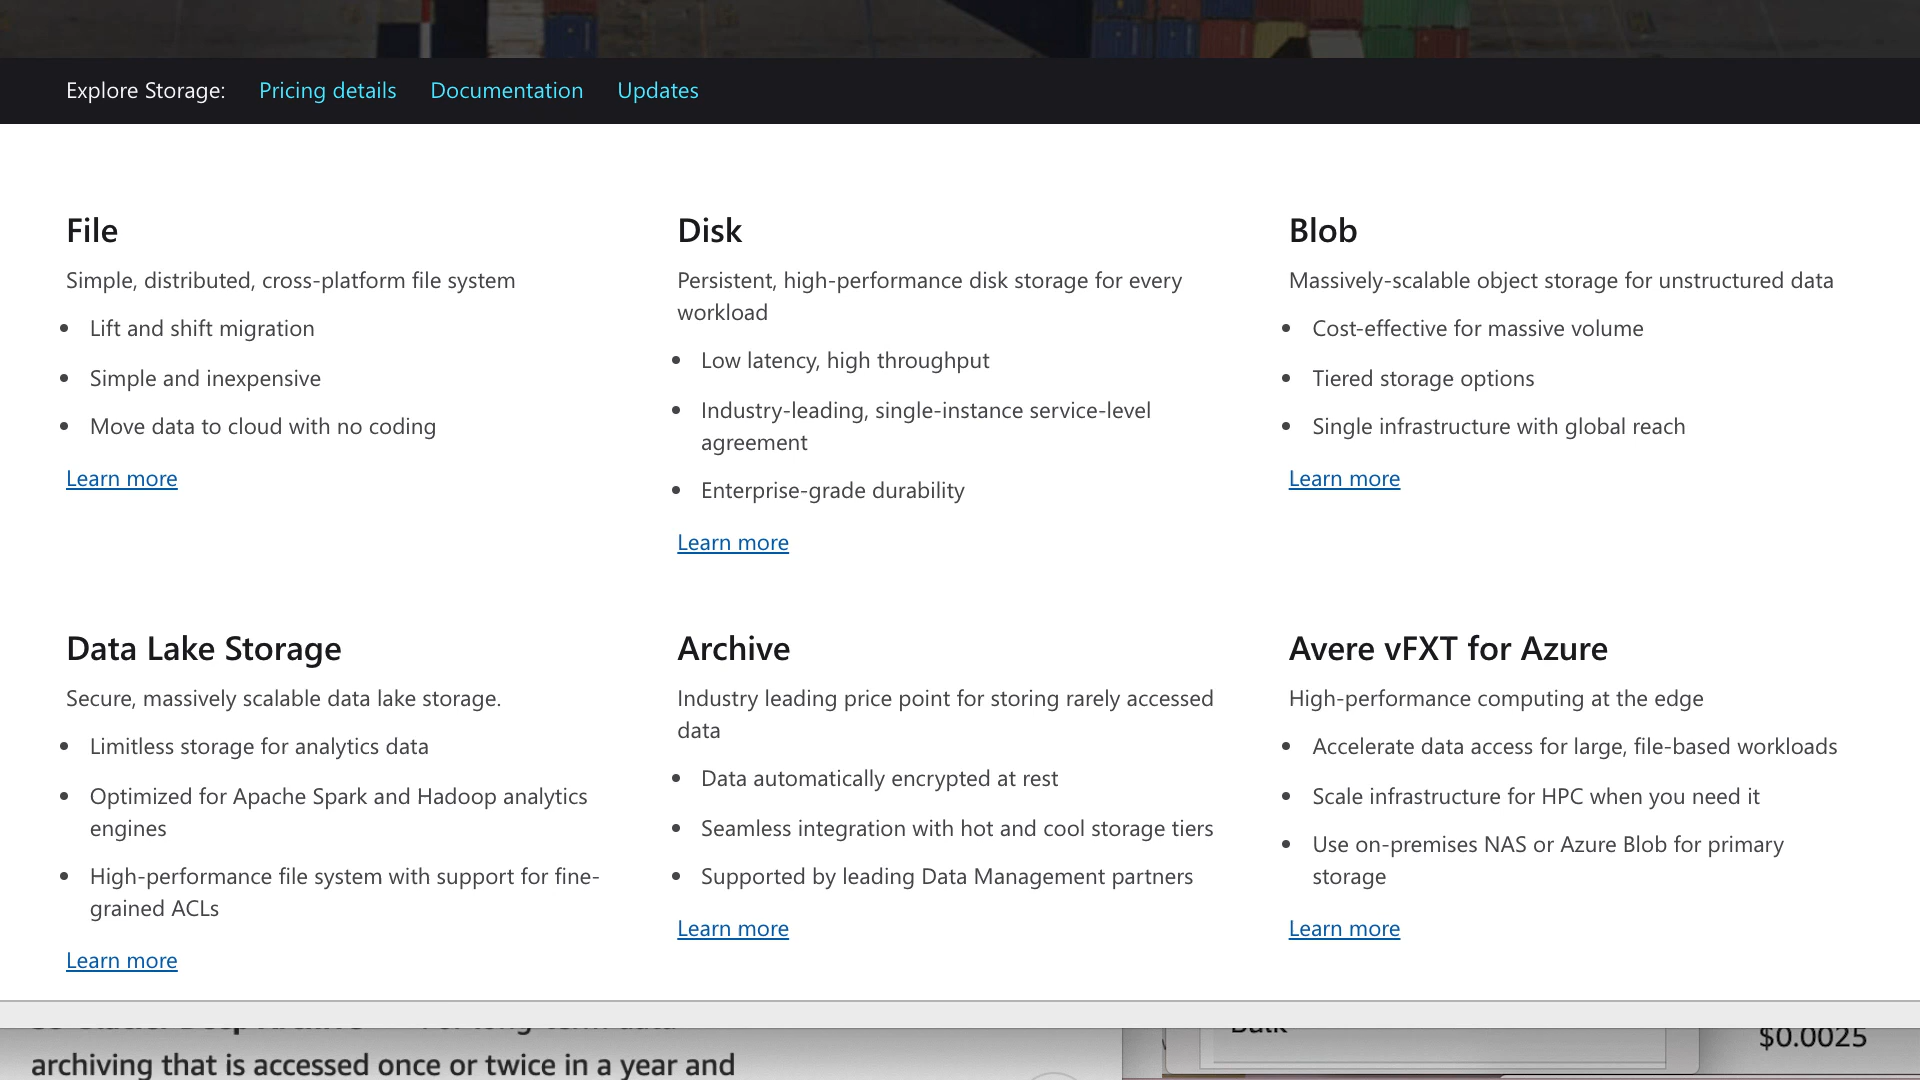 Explore Storage: Pricing details Documentation Updates
File
Simple, distributed, cross-platform file system
• Lift and shift migration
• Simple and inexpensive
• Move data to cloud with no coding
Learn more
Disk
Persistent, high-performance disk storage for every
workload
• Low latency, high throughput
• Industry-leading, single-instance service-level
agreement
• Enterprise-grade durability
Learn more
Blob
Massively-scalable object storage for unstructured data
• Cost-effective for massive volume
• Tiered storage options
• Single infrastructure with global reach
Learn more
Data Lake Storage
Secure, massively scalable data lake storage.
• Limitless storage for analytics data
• Optimized for Apache Spark and Hadoop analytics
engines
• High-performance file system with support for fine-
grained ACLs
Learn more
Archive
Industry leading price point for storing rarely accessed
data
• Data automatically encrypted at rest
• Seamless integration with hot and cool storage tiers
• Supported by leading Data Management partners
Learn more
Avere vFXT for Azure
High-performance computing at the edge
• Accelerate data access for large, file-based workloads
• Scale infrastructure for HPC when you need it
• Use on-premises NAS or Azure Blob for primary
storage
Learn more
archiving that is accessed once or twice in a year and
Bulk
$0.0025